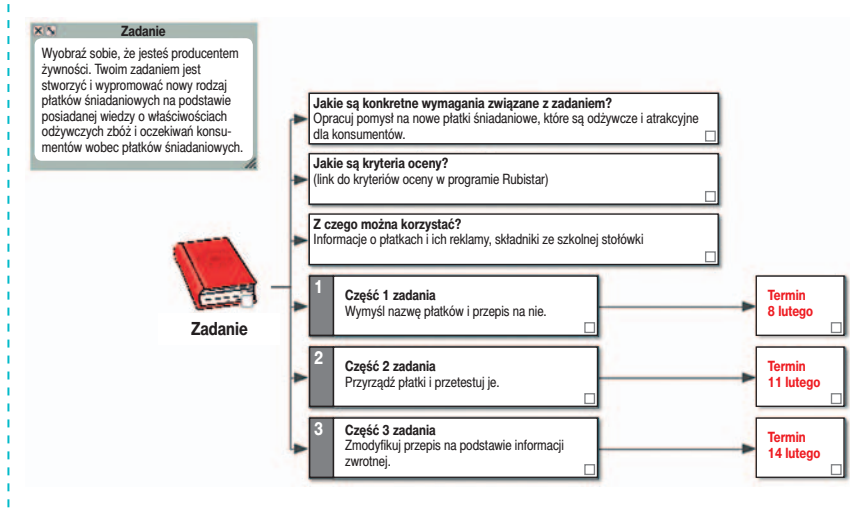 Zadanie
Wyobraź sobie, że jesteś producentem
żywności. Twoim zadaniem jest
stworzyć i wypromować nowy rodzaj
płatków śniadaniowych na podstawie
posiadanej wiedzy o właściwościach
odżywczych zbóż i oczekiwań konsu-
mentów wobec płatków śniadaniowych.
Jakie są konkretne wymagania związane z zadaniem?
Opracuj pomysł na nowe płatki śniadaniowe, które są odżywcze i atrakcyjne
dla konsumentów.
Jakie są kryteria oceny?
(link do kryteriów oceny w programie Rubistar)
Z czego można korzystać?
Informacje o płatkach i ich reklamy, składniki ze szkolnej stołówki
Zadanie
1
Część 1 zadania
Wymyśl nazwę płatków i przepis na nie.
Termin
8 lutego
2
Część 2 zadania
Przyrządź płatki i przetestuj je.
Termin
11 lutego
3
Część 3 zadania
Zmodyfikuj przepis na podstawie informacji
zwrotnej.
Termin
14 lutego